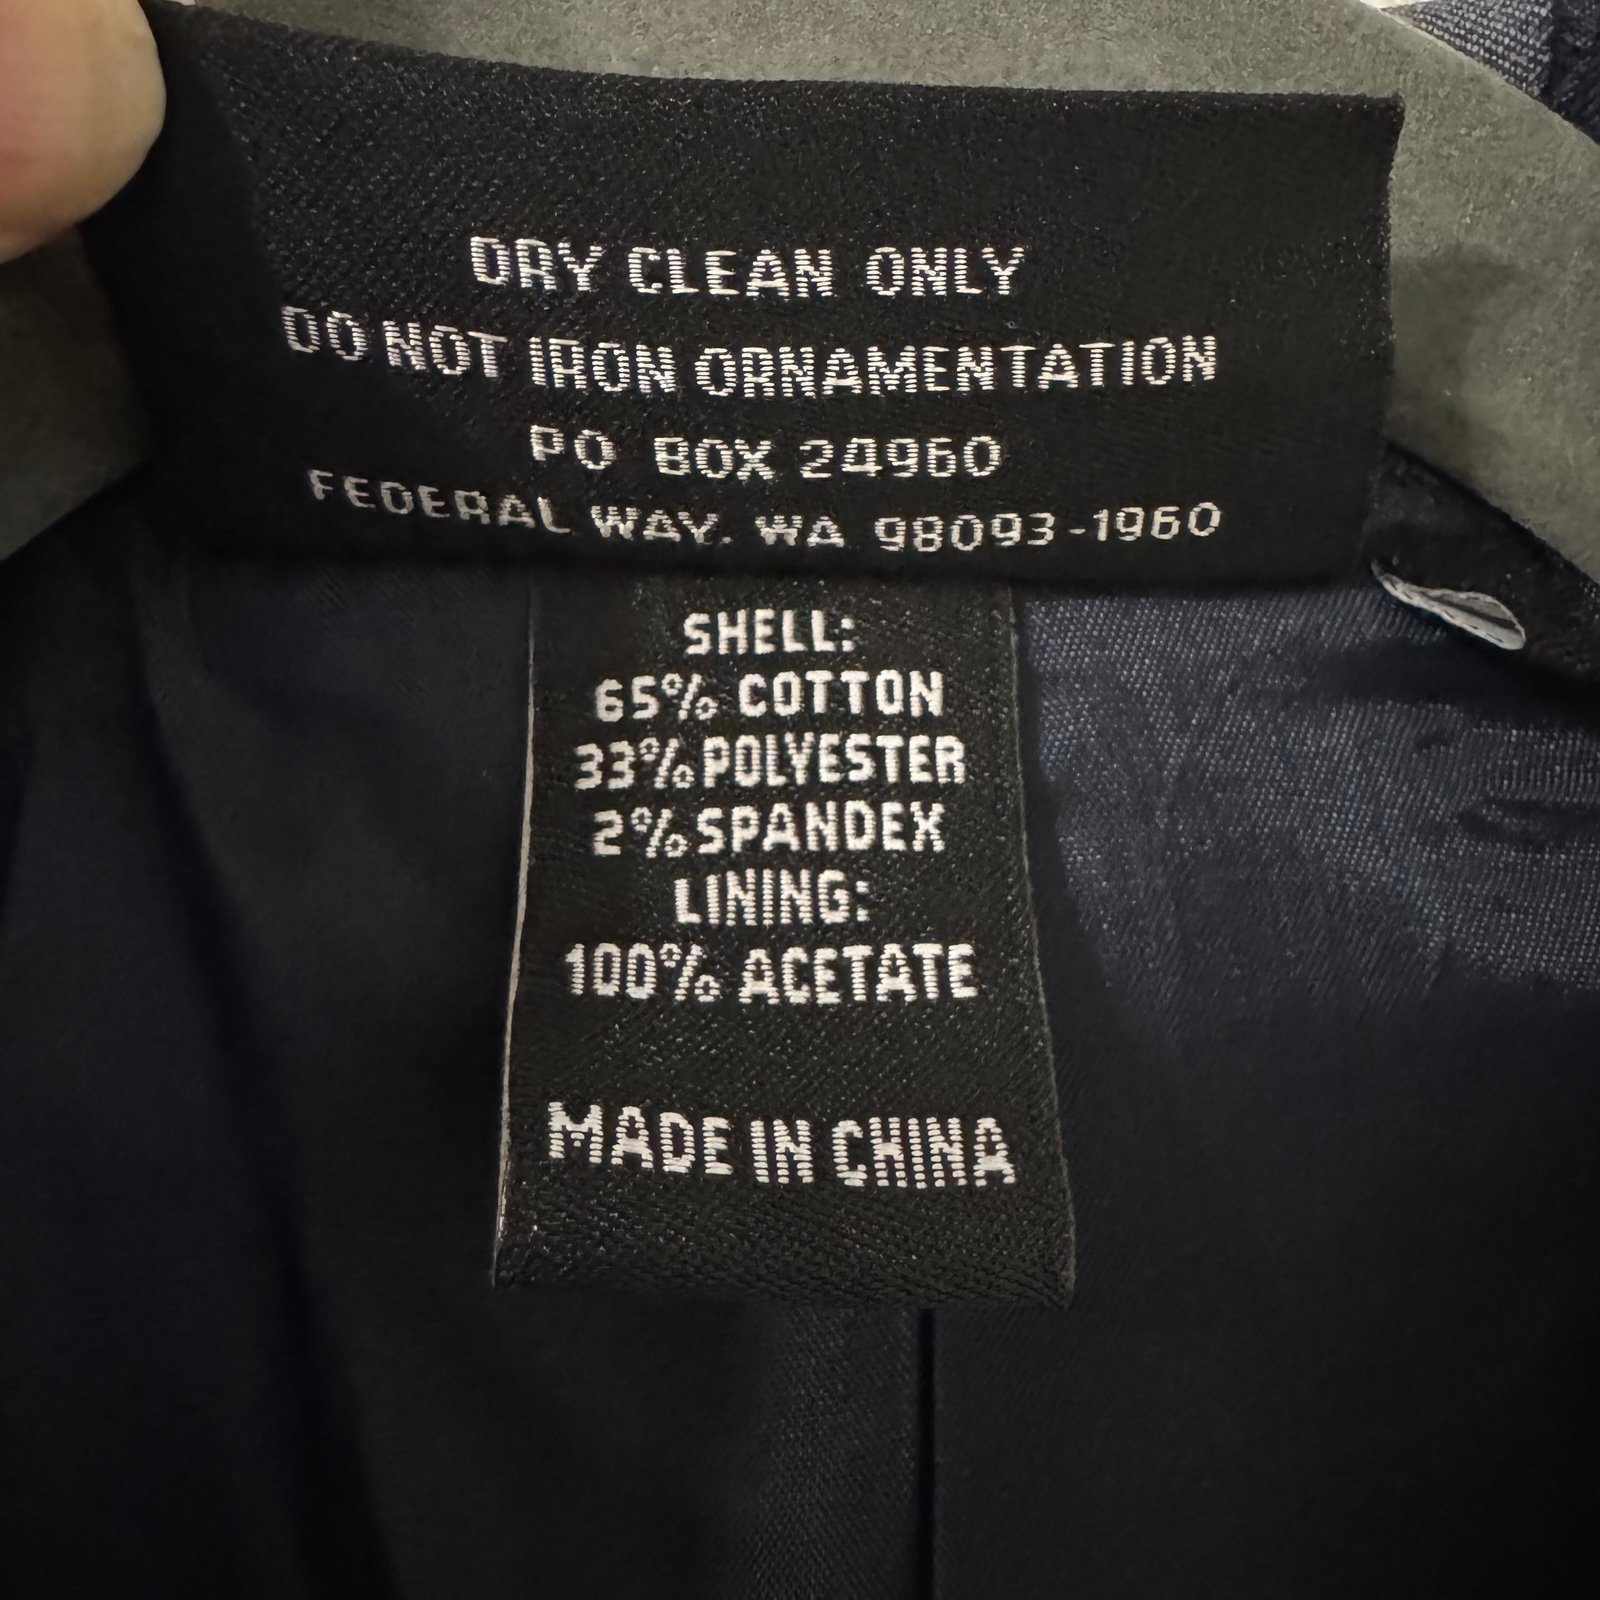 DRY CLEAN ONLY
DO NOT IRON ORNAMENTATION
PO BOX 24960
FEDERAL WAY, WA 98093-1960
SHELL:
65% COTTON
33% POLYESTER
2% SPANDEX
LINING:
100% ACETATE
MADE IN CHINA